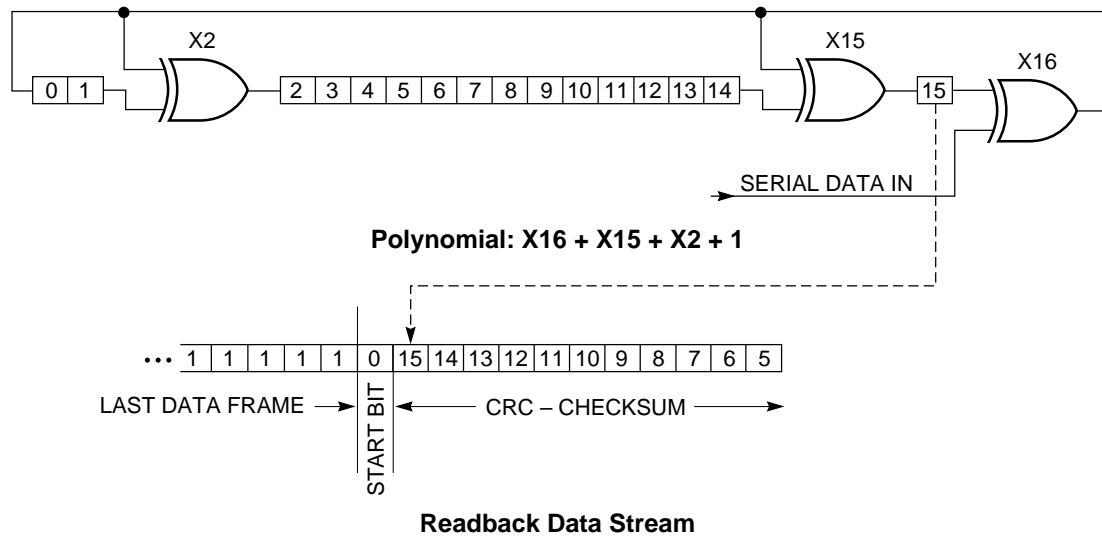 X2
X15
X16
0 1
2 3 4 5 6 7 8 9 10 11 12 13 14
15
SERIAL DATA IN
Polynomial: X16 + X15 + X2 + 1
••• 1 1 1 1 1 0 15 14 13 12 11 10 9 8 7 6 5
LAST DATA FRAME
START BIT
CRC – CHECKSUM
Readback Data Stream